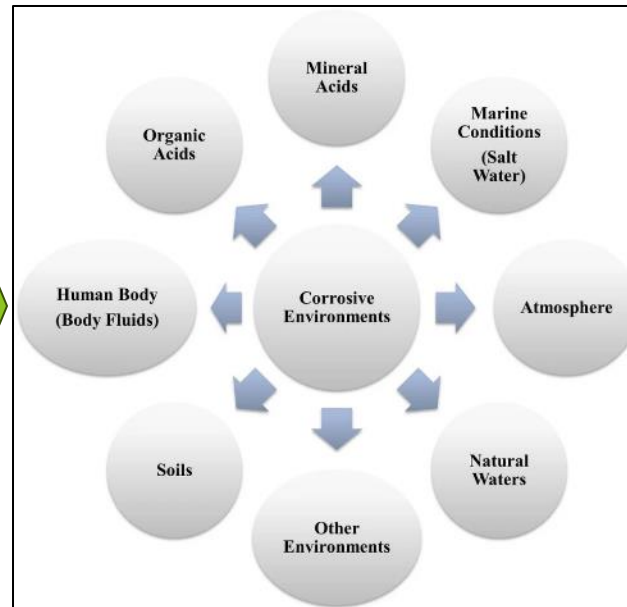 Mineral
Acids
Marine
Conditions
(Salt
Water)
Organic
Acids
Human Body
(Body Fluids)
Corrosive
Environments
Atmosphere
Soils
Natural
Waters
Other
Environments